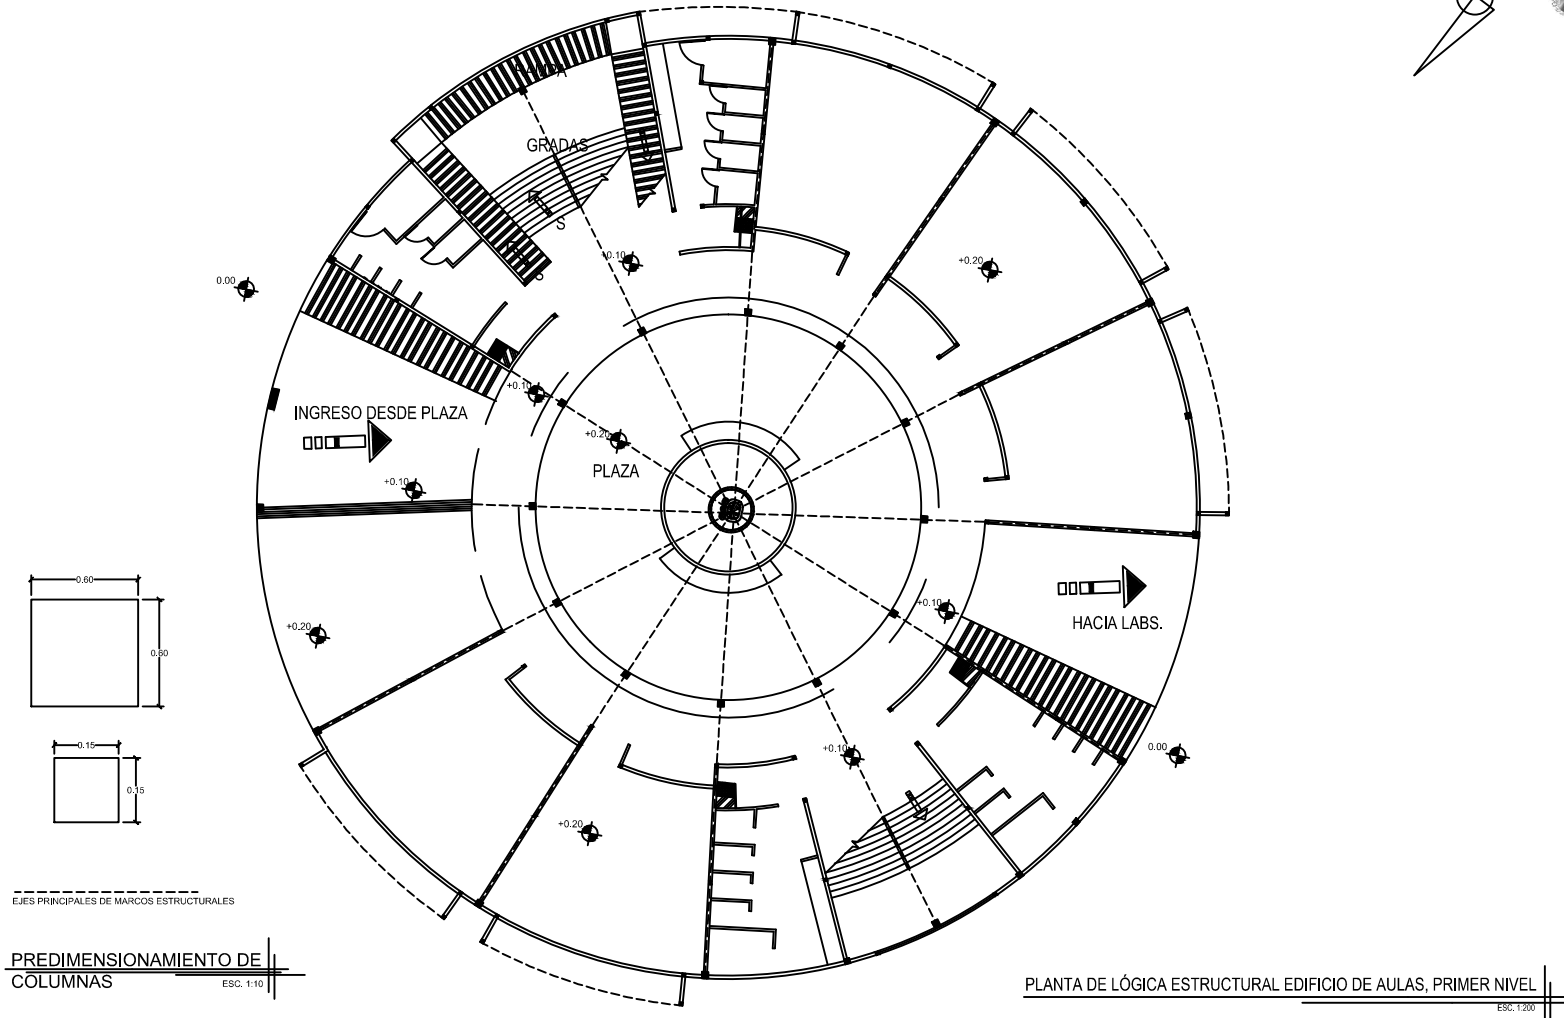 RAMPA
GRADAS
S
S
+0.10
+0.20
0.00
+0.10
INGRESO DESDE PLAZA
+0.20
PLAZA
+0.10
0.60
+0.10
HACIA LABS.
+0.20
0.60
0.15
+0.10
0.00
0.15
+0.20
EJES PRINCIPALES DE MARCOS ESTRUCTURALES
PREDIMENSIONAMIENTO DE
COLUMNAS
ESC. 1:10
PLANTA DE LÓGICA ESTRUCTURAL EDIFICIO DE AULAS, PRIMER NIVEL
ESC. 1:200